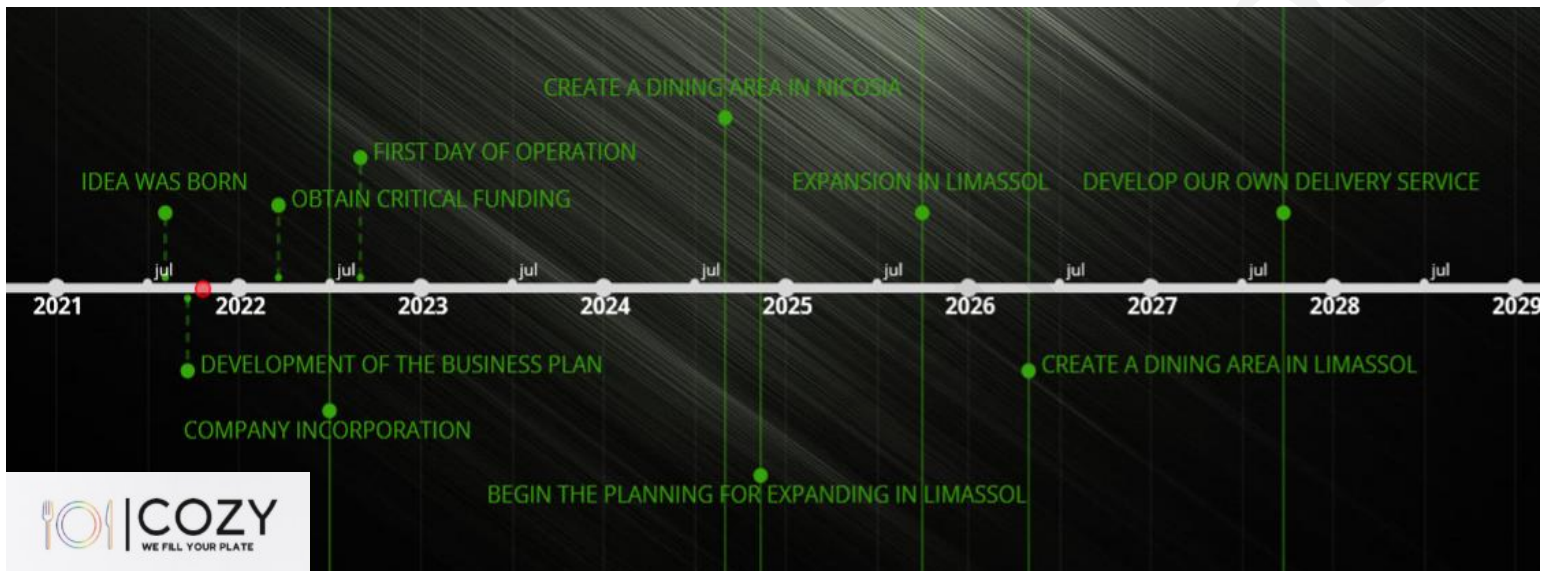 CREATE A DINING AREA IN NICOSIA
FIRST DAY OF OPERATION
IDEA WAS BORN
EXPANSION IN LIMASSOL
DEVELOP OUR OWN DELIVERY SERVICE
OBTAIN CRITICAL FUNDING
jul jul jul jul jul jul jul jul
2021 2022 2023 2024 2025 2026 2027 2028 2029
DEVELOPMENT OF THE BUSINESS PLAN
CREATE A DINING AREA IN LIMASSOL
COMPANY INCORPORATION
BEGIN THE PLANNING FOR EXPANDING IN LIMASSOL
COZY
WE FILL YOUR PLATE